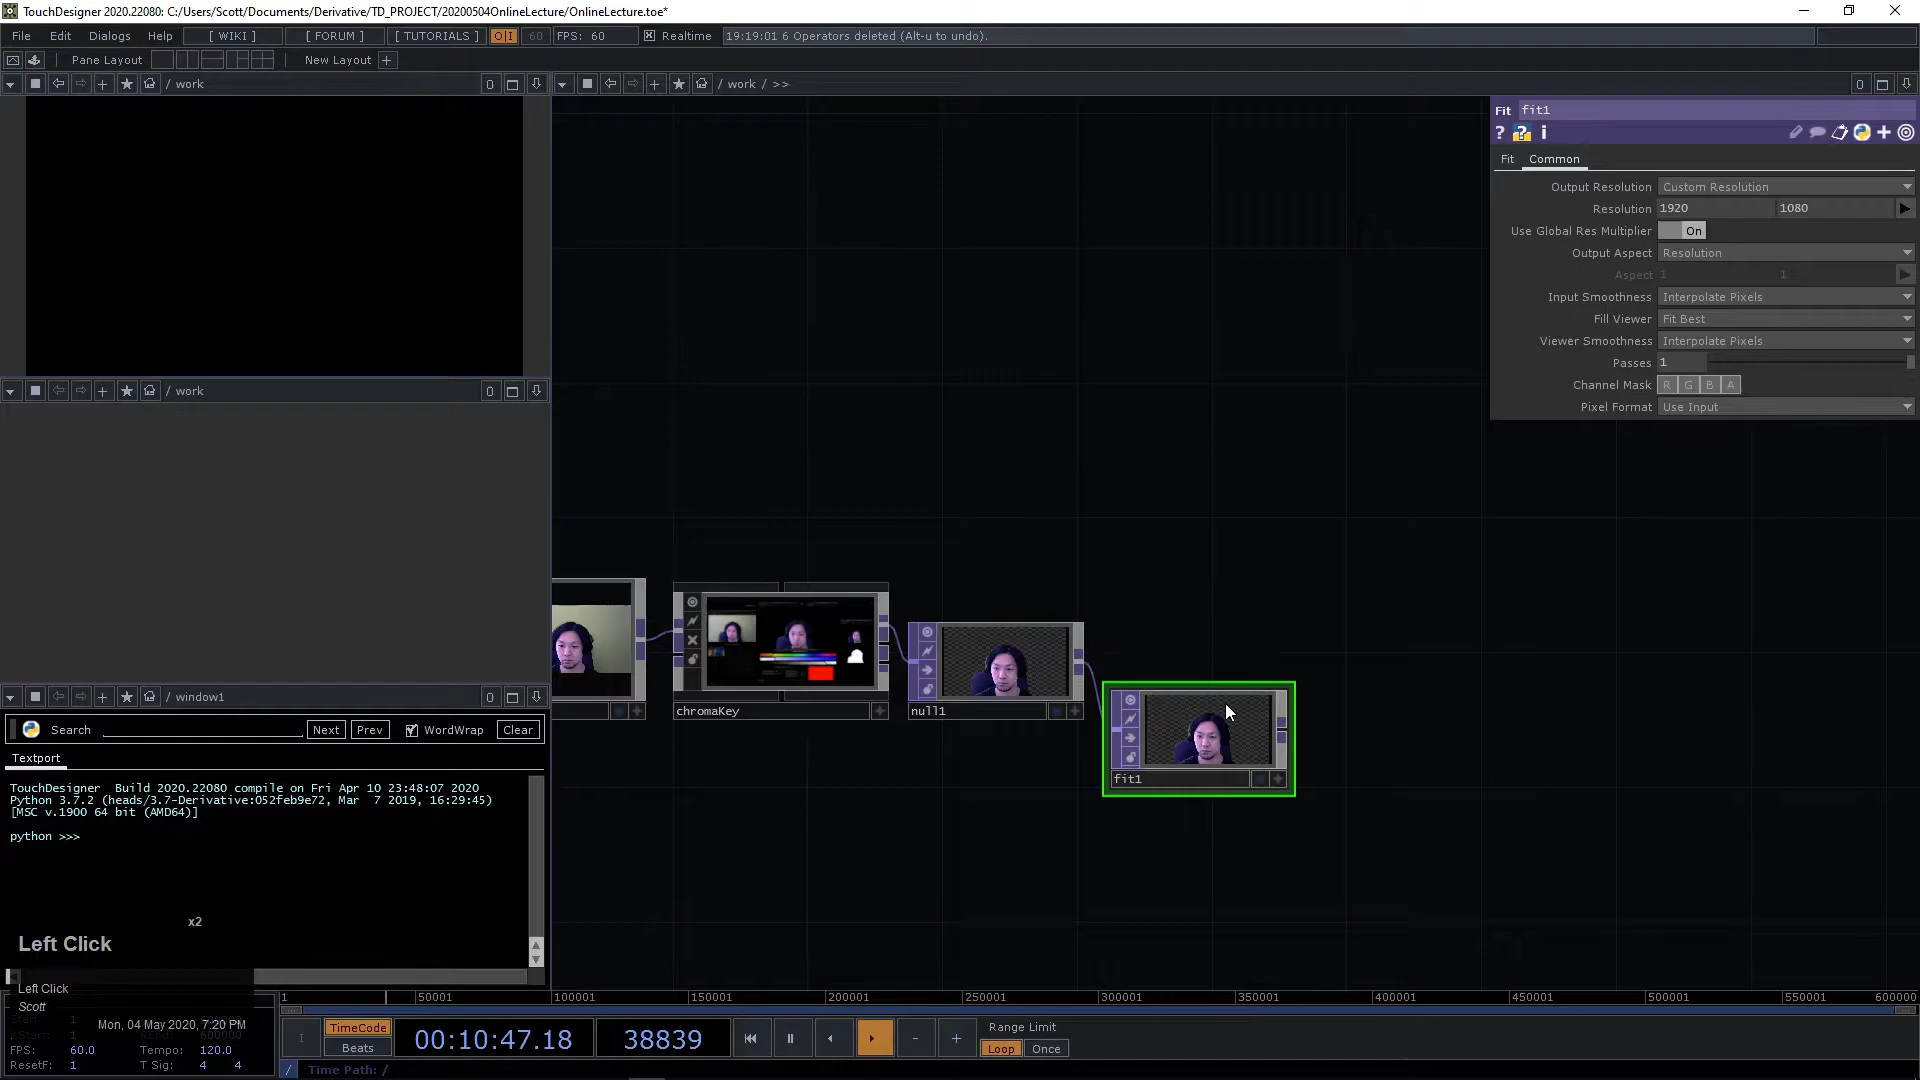 TouchDesigner 2020.22080: C:/Users/Scott/Documents/Derivative/TD_PROJECT/20200504OnlineLecture/OnlineLecture.toe*
File Edit Dialogs Help [ WIKI ] [ FORUM ] [ TUTORIALS ] O|I 60 FPS: 60 Realtime 19:19:01 6 Operators deleted (Alt-u to undo).
Pane Layout New Layout +
/ work 0
/ work / >> 0
Fit fit1
? ? i
Fit Common
Output Resolution Custom Resolution
Resolution 1920 1080
Use Global Res Multiplier On
Output Aspect Resolution
Aspect 1 1
Input Smoothness Interpolate Pixels
Fill Viewer Fit Best
Viewer Smoothness Interpolate Pixels
Passes 1
Channel Mask R G B A
Pixel Format Use Input
/ work 0
chromaKey
null1
fit1
/ window1 0
Search Next Prev WordWrap Clear
Textport
TouchDesigner Build 2020.22080 compile on Fri Apr 10 23:48:07 2020
Python 3.7.2 (heads/3.7-Derivative:052feb9e72, Mar 7 2019, 16:29:45)
[MSC v.1900 64 bit (AMD64)]
python >>>
x2
Left Click
Left Click
Scott
Mon, 04 May 2020, 7:20 PM
FPS: 60.0 Tempo: 120.0
ResetF: 1 T Sig: 4 4
1 50001 100001 150001 200001 250001 300001 350001 400001 450001 500001 550001 600000
TimeCode
Beats
00:10:47.18 38839
Range Limit
Loop Once
/ Time Path: /